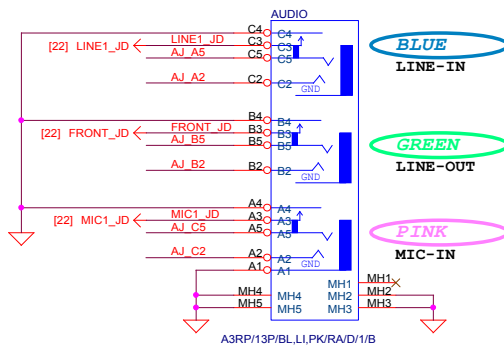 AUDIO
C4 C4
[22] LINE1_JD LINE1_JD C3 C3
AJ_A5 C5 C5
BLUE
LINE-IN
AJ_A2 C2 C2
GND
B4 B4
[22] FRONT_JD FRONT_JD B3 B3
AJ_B5 B5 B5
GREEN
LINE-OUT
AJ_B2 B2 B2
GND
A4 A4
[22] MIC1_JD MIC1_JD A3 A3
AJ_C5 A5 A5
PINK
MIC-IN
AJ_C2 A2 A2
GND
A1 A1
MH1 MH1
MH4 MH4 MH2 MH2
MH5 MH5 MH3 MH3
A3RP/13P/BL,LI,PK/RA/D/1/B